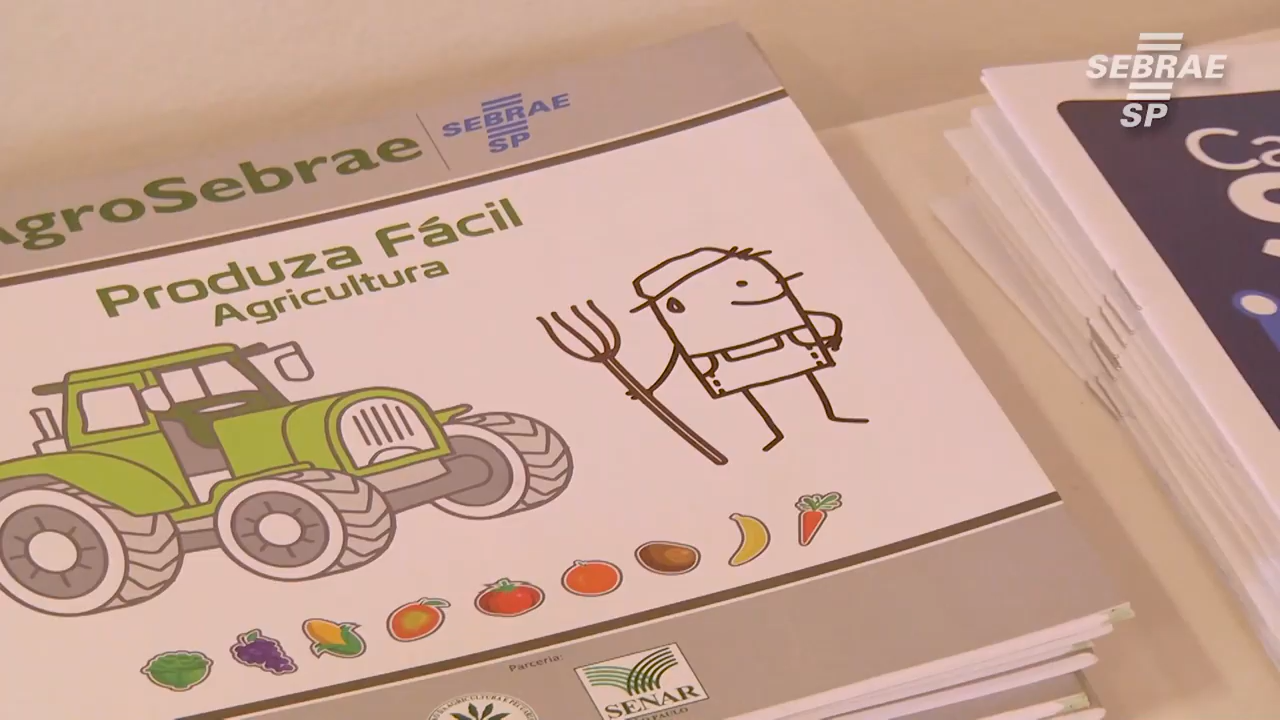 SEBRAE
SP
AgroSebrae
SEBRAE
SP
Produza Fácil
Agricultura
Parceria:
SENAR